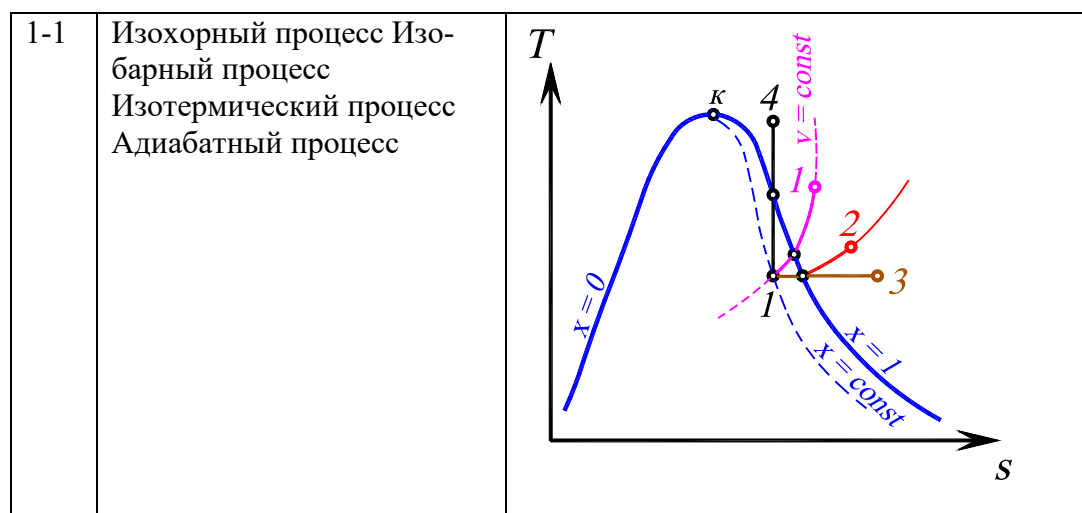 1-1
Изохорный процесс Изо-
барный процесс
Изотермический процесс
Адиабатный процесс
T
к
4
v = const
1
2
1
3
x = 0
x = 1
x = const
s